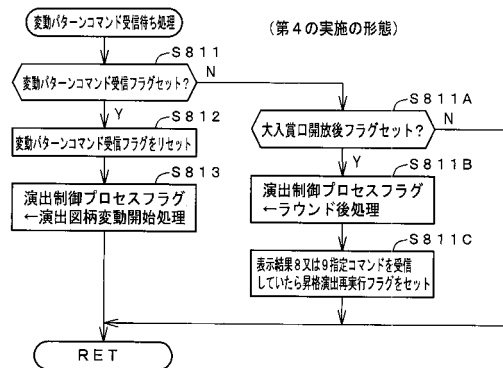 変動パターンコマンド受信待ち処理
(第4の実施の形態)
S811
変動パターンコマンド受信フラグセット?
N
Y
S811A
大入賞口開放後フラグセット?
N
Y
S812
変動パターンコマンド受信フラグをリセット
S813
演出制御プロセスフラグ
←演出図柄変動開始処理
S811B
演出制御プロセスフラグ
←ラウンド後処理
S811C
表示結果8又は9指定コマンドを受信
していたら昇格演出再実行フラグをセット
RET